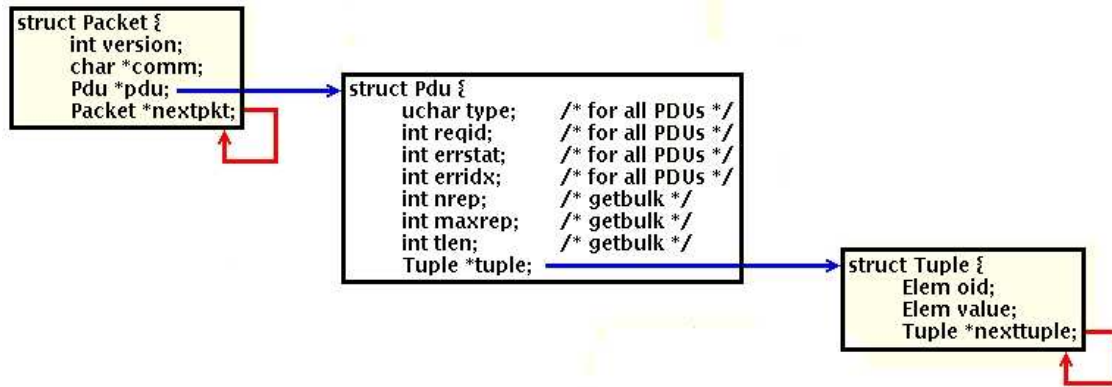 struct Packet {
int version;
char *comm;
Pdu *pdu;
Packet *nextpkt;
struct Pdu {
uchar type; /* for all PDUs */
int reqid; /* for all PDUs */
int errstat; /* for all PDUs */
int erridx; /* for all PDUs */
int nrep; /* getbulk */
int maxrep; /* getbulk */
int tlen; /* getbulk */
Tuple *tuple;
struct Tuple {
Elem oid;
Elem value;
Tuple *nexttuple;